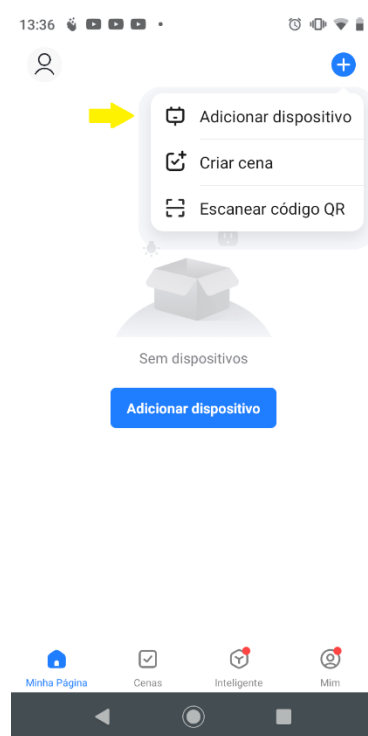 13:36
Adicionar dispositivo
Criar cena
Escanear código QR
Sem dispositivos
Adicionar dispositivo
Minha Página
Cenas
Inteligente
Mim